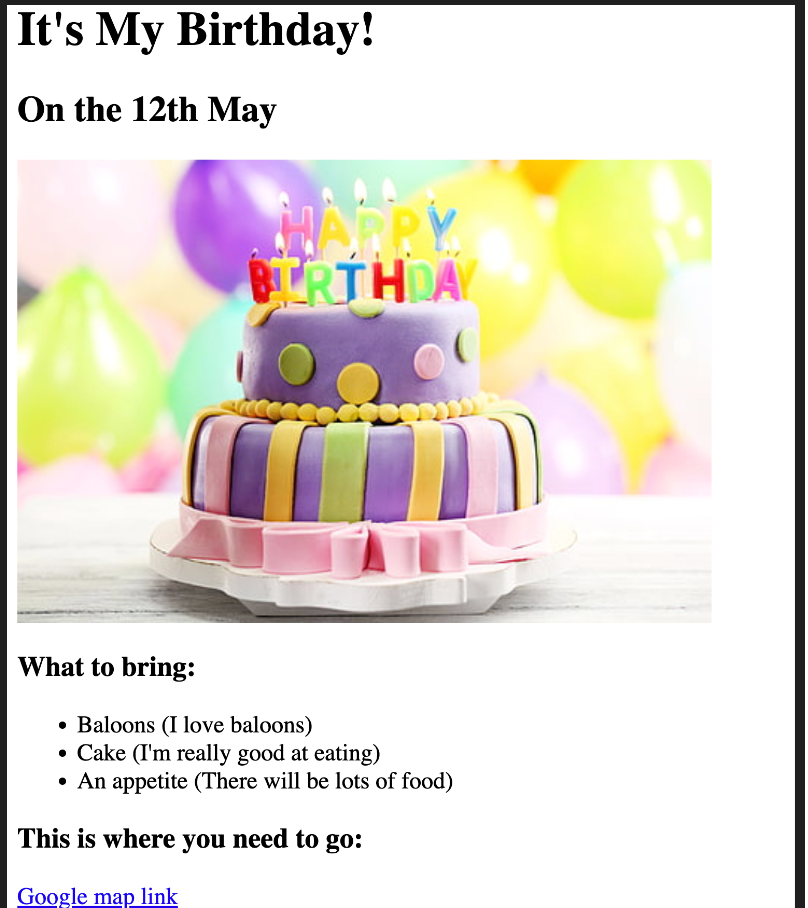 It's My Birthday!
On the 12th May
HAPPY
BIRTHDAY
What to bring:
• Baloons (I love baloons)
• Cake (I'm really good at eating)
• An appetite (There will be lots of food)
This is where you need to go:
Google map link